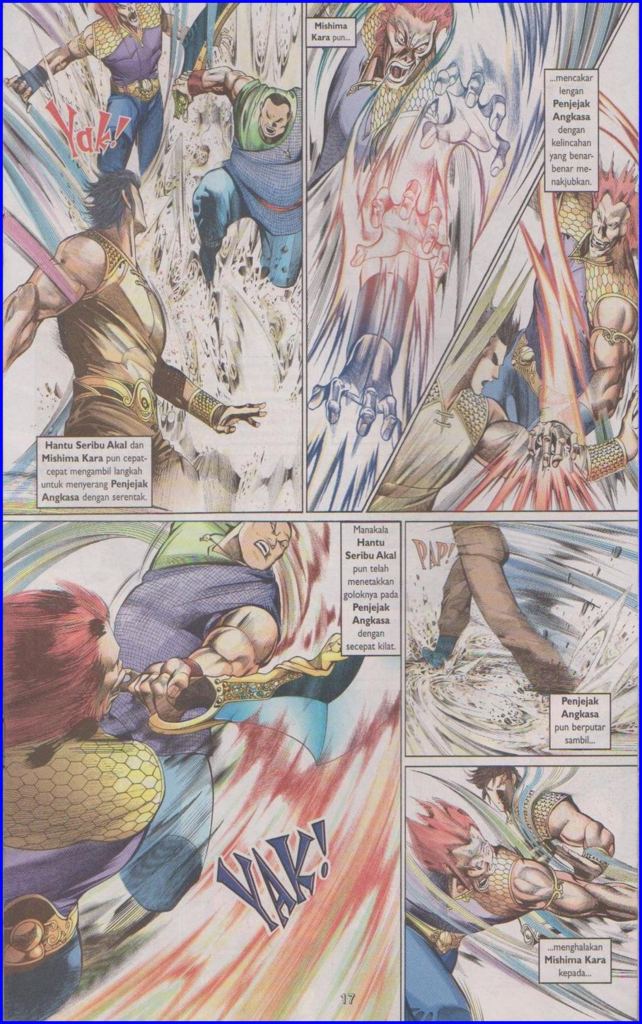 Yak!
Hantu Seribu Akal dan
Mishima Kara pun cepat-
cepat mengambil langkah
untuk menyerang Penjejak
Angkasa dengan serentak.
Mishima
Kara pun...
...mencakar
lengan
Penjejak
Angkasa
dengan
kelincahan
yang benar-
benar me-
nakjubkan.
Manakala
Hantu
Seribu Akal
pun telah
menetakkan
goloknya pada
Penjejak
Angkasa
dengan
secepat kilat.
YAK!
PAP!
Penjejak
Angkasa
pun berputar
sambil...
...menghalakan
Mishima Kara
kepada...
17